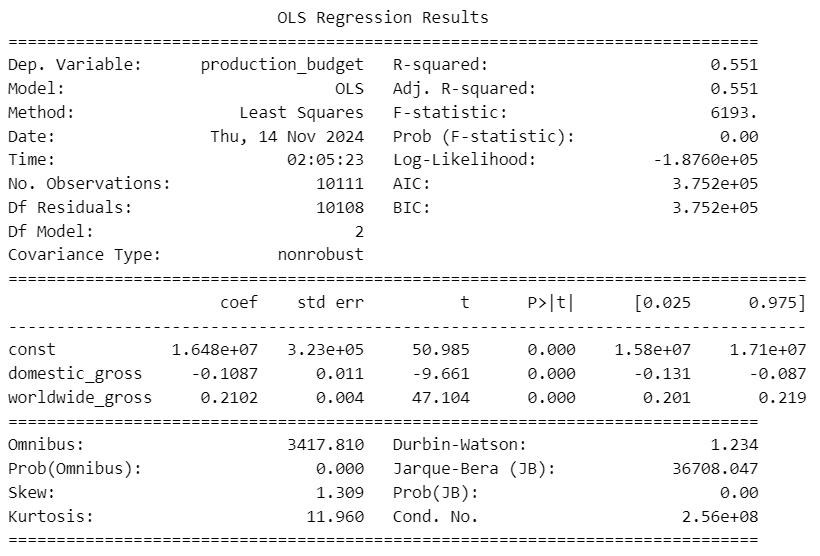 OLS Regression Results
==============================================================================
Dep. Variable:      production_budget   R-squared:                       0.551
Model:                            OLS   Adj. R-squared:                  0.551
Method:                 Least Squares   F-statistic:                     6193.
Date:                Thu, 14 Nov 2024   Prob (F-statistic):               0.00
Time:                        02:05:23   Log-Likelihood:            -1.8760e+05
No. Observations:               10111   AIC:                         3.752e+05
Df Residuals:                   10108   BIC:                         3.752e+05
Df Model:                           2
Covariance Type:            nonrobust
===================================================================================
                      coef    std err          t      P>|t|      [0.025      0.975]
-----------------------------------------------------------------------------------
const            1.648e+07   3.23e+05     50.985      0.000    1.58e+07    1.71e+07
domestic_gross     -0.1087      0.011     -9.661      0.000      -0.131      -0.087
worldwide_gross     0.2102      0.004     47.104      0.000       0.201       0.219
==============================================================================
Omnibus:                     3417.810   Durbin-Watson:                   1.234
Prob(Omnibus):                  0.000   Jarque-Bera (JB):            36708.047
Skew:                           1.309   Prob(JB):                         0.00
Kurtosis:                      11.960   Cond. No.                     2.56e+08
==============================================================================